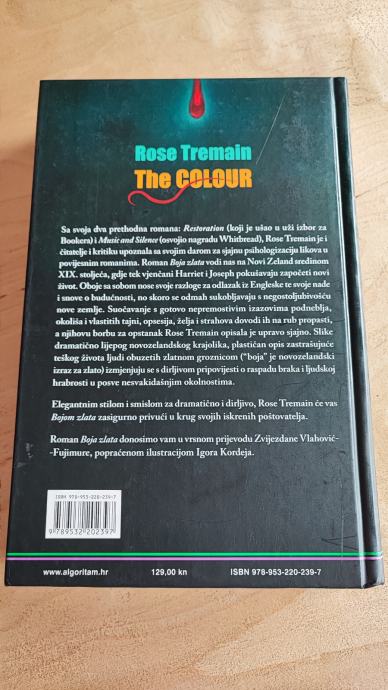 Rose Tremain
The COLOUR
Sa svoja dva prethodna romana: Restoration (koji je ušao u uži izbor za
Bookera) i Music and Silence (osvojio nagradu Whitbread), Rose Tremain je i
čitatelje i kritiku upoznala sa svojim darom za sjajnu psihologizaciju likova u
povijesnim romanima. Roman Boja zlata vodi nas na Novi Zeland sredinom
XIX. stoljeća, gdje tek vjenčani Harriet i Joseph pokušavaju započeti novi
život. Oboje sa sobom nose svoje razloge za odlazak iz Engleske te svoje nade
i snove o budućnosti, no skoro se odmah sukobljavaju s negostoljubivošću
nove zemlje. Suočavanje s gotovo nepremostivim izazovima podneblja,
okoliša i vlastitih tajni, opsesija, želja i strahova dovodi ih na rub propasti,
a njihovu borbu za opstanak Rose Tremain opisala je upravo sjajno. Slike
dramatično lijepog novozelandskog krajolika, plastičan opis zastrašujuće
teškog života ljudi obuzetih zlatnom groznicom ("boja" je novozelandski
izraz za zlato) izmjenjuju se s dirljivom pripovijesti o raspadu braka i ljudskoj
hrabrosti u posve nesvakidašnjim okolnostima.
Elegantnim stilom i smislom za dramatično i dirljivo, Rose Tremain će vas
Bojom zlata zasigurno privući u krug svojih iskrenih poštovatelja.
Roman Boja zlata donosimo vam u vrsnom prijevodu Zvijezdane Vlahović-
-Fujimure, popraćenom ilustracijom Igora Kordeja.
ISBN 978-953-220-239-7
9 789532 202397
www.algoritam.hr 129,00 kn ISBN 978-953-220-239-7